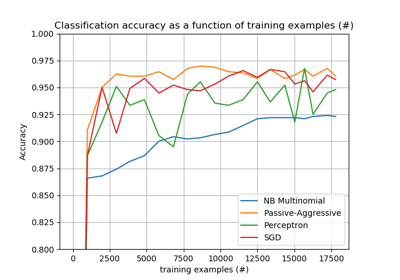 Classification accuracy as a function of training examples (#)
1.000
0.975
0.950
0.925
0.900
0.875
0.850
0.825
0.800
Accuracy
NB Multinomial
Passive-Aggressive
Perceptron
SGD
0 2500 5000 7500 10000 12500 15000 17500
training examples (#)